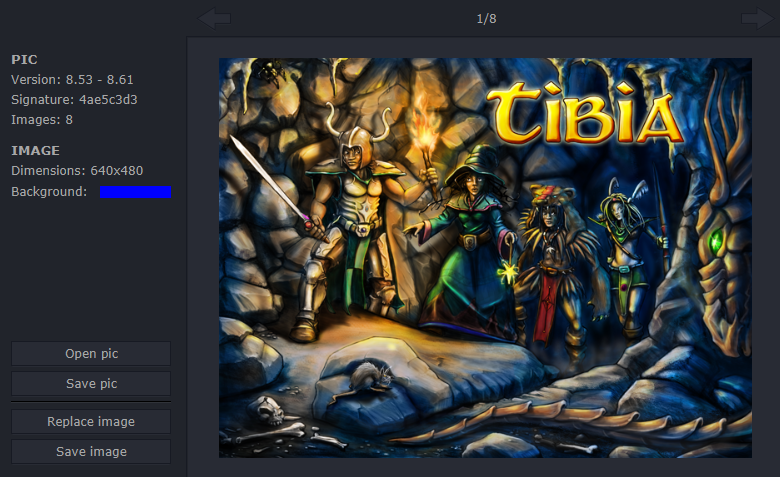 1/8
PIC
Version: 8.53 - 8.61
Signature: 4ae5c3d3
Images: 8
IMAGE
Dimensions: 640x480
Background:
Open pic
Save pic
Replace image
Save image
TIBIA